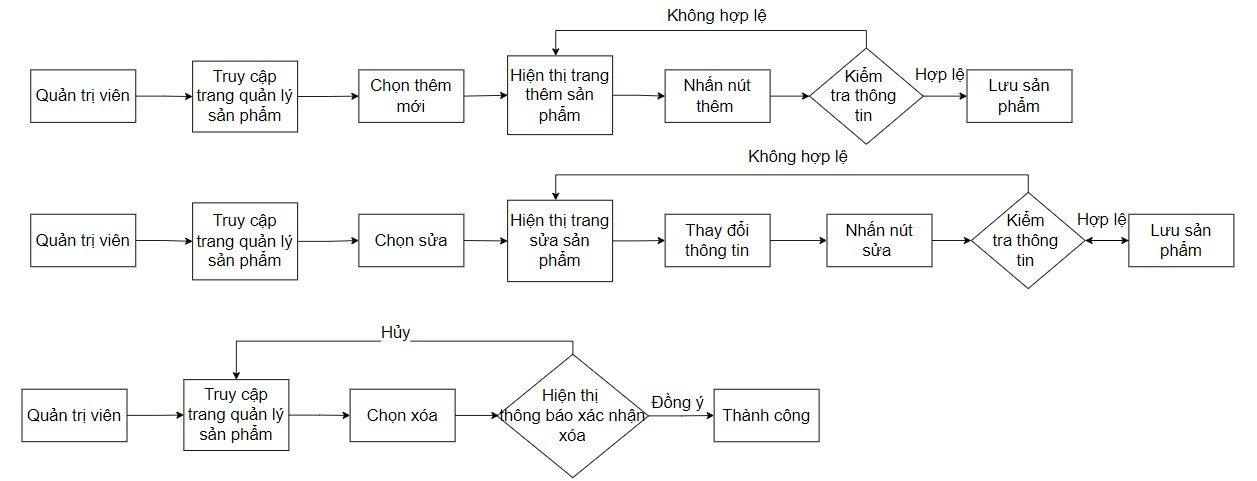 Không hợp lệ
Quản trị viên
Truy cập
trang quản lý
sản phẩm
Chọn thêm
mới
Hiện thị trang
thêm sản
phẩm
Nhấn nút
thêm
Kiểm
tra thông
tin
Hợp lệ
Lưu sản
phẩm
Không hợp lệ
Quản trị viên
Truy cập
trang quản lý
sản phẩm
Chọn sửa
Hiện thị trang
sửa sản
phẩm
Thay đổi
thông tin
Nhấn nút
sửa
Kiểm
tra thông
tin
Hợp lệ
Lưu sản
phẩm
Hủy
Quản trị viên
Truy cập
trang quản lý
sản phẩm
Chọn xóa
Hiện thị
thông báo xác nhận
xóa
Đồng ý
Thành công